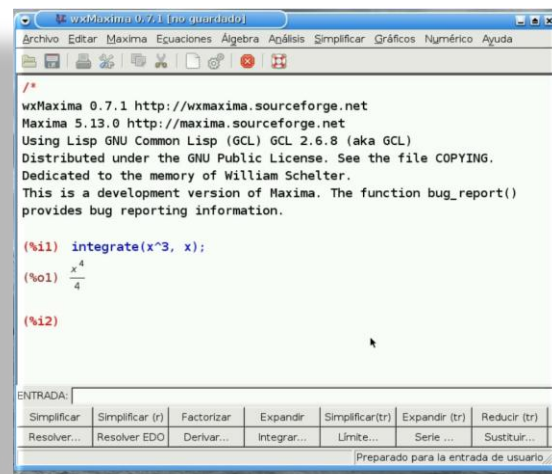 wxMaxima 0.7.1 [no guardado]
Archivo Editar Maxima Ecuaciones Álgebra Análisis Simplificar Gráficos Numérico Ayuda
/*
wxMaxima 0.7.1 http://wxmaxima.sourceforge.net
Maxima 5.13.0 http://maxima.sourceforge.net
Using Lisp GNU Common Lisp (GCL) GCL 2.6.8 (aka GCL)
Distributed under the GNU Public License. See the file COPYING.
Dedicated to the memory of William Schelter.
This is a development version of Maxima. The function bug_report()
provides bug reporting information.
(%i1) integrate(x^3, x);
(%o1) x^4/4
(%i2)
ENTRADA:
Simplificar Simplificar (r) Factorizar Expandir Simplificar(tr) Expandir (tr) Reducir (tr)
Resolver... Resolver EDO Derivar... Integrar... Límite... Serie ... Sustituir...
Preparado para la entrada de usuario